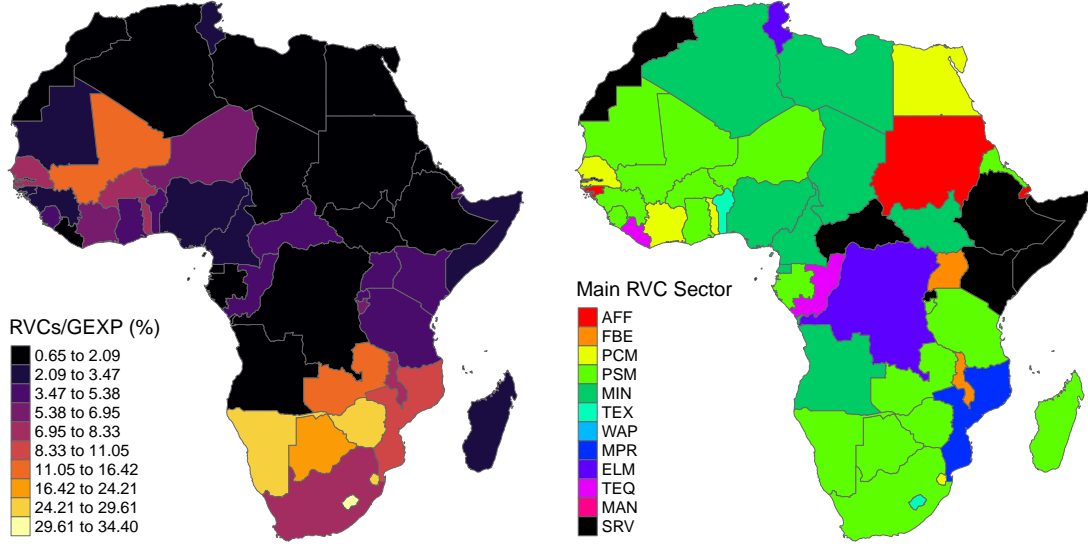 RVCs/GEXP (%)
0.65 to 2.09
2.09 to 3.47
3.47 to 5.38
5.38 to 6.95
6.95 to 8.33
8.33 to 11.05
11.05 to 16.42
16.42 to 24.21
24.21 to 29.61
29.61 to 34.40
Main RVC Sector
AFF
FBE
PCM
PSM
MIN
TEX
WAP
MPR
ELM
TEQ
MAN
SRV